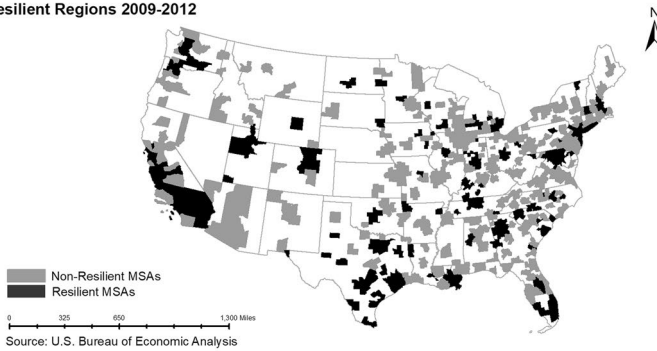 esilient Regions 2009-2012
N
Non-Resilient MSAs
Resilient MSAs
0 325 650 1,300 Miles
Source: U.S. Bureau of Economic Analysis